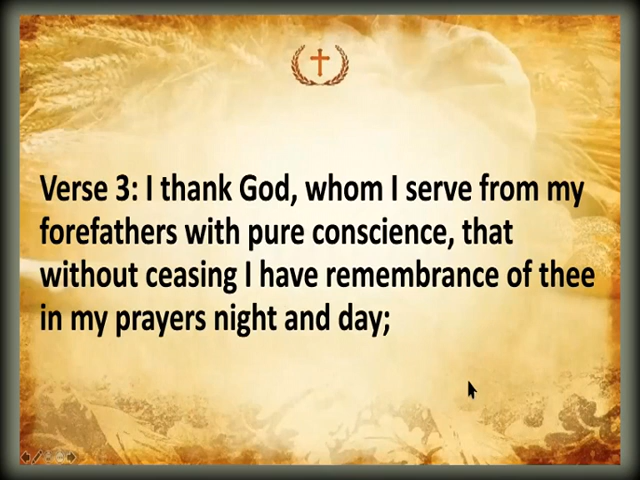 Verse 3: I thank God, whom I serve from my
forefathers with pure conscience, that
without ceasing I have remembrance of thee
in my prayers night and day;